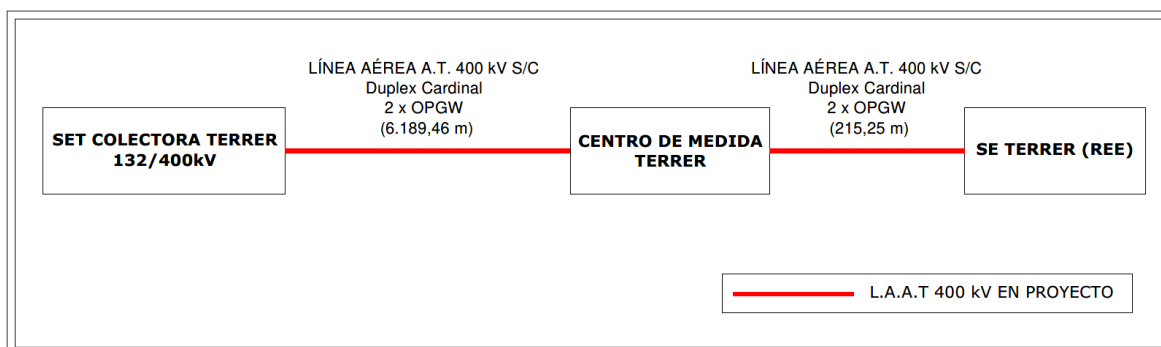 LÍNEA AÉREA A.T. 400 kV S/C
Duplex Cardinal
2 x OPGW
(6.189,46 m)
LÍNEA AÉREA A.T. 400 kV S/C
Duplex Cardinal
2 x OPGW
(215,25 m)
SET COLECTORA TERRER
132/400kV
CENTRO DE MEDIDA
TERRER
SE TERRER (REE)
L.A.A.T 400 kV EN PROYECTO